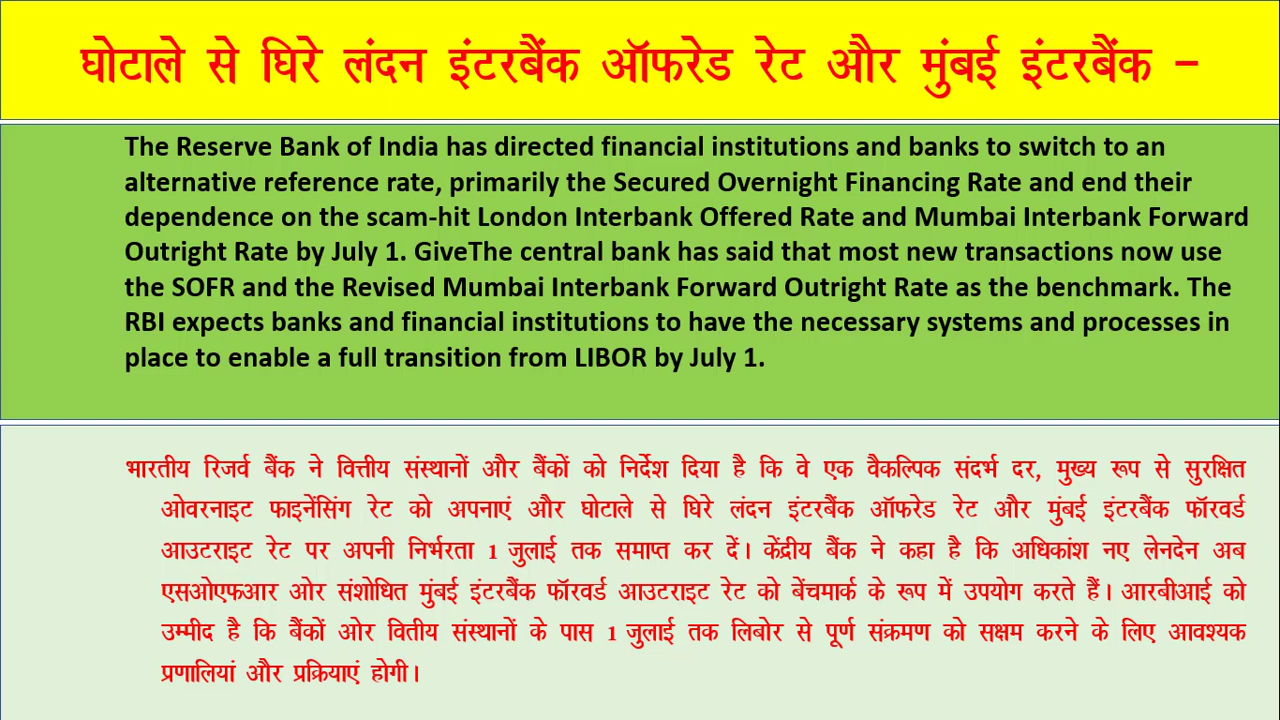 घोटाले से घिरे लंदन इंटरबैंक ऑफरेड रेट और मुंबई इंटरबैंक –
The Reserve Bank of India has directed financial institutions and banks to switch to an
alternative reference rate, primarily the Secured Overnight Financing Rate and end their
dependence on the scam-hit London Interbank Offered Rate and Mumbai Interbank Forward
Outright Rate by July 1. GiveThe central bank has said that most new transactions now use
the SOFR and the Revised Mumbai Interbank Forward Outright Rate as the benchmark. The
RBI expects banks and financial institutions to have the necessary systems and processes in
place to enable a full transition from LIBOR by July 1.
भारतीय रिजर्व बैंक ने वित्तीय संस्थानों और बैंकों को निर्देश दिया है कि वे एक वैकल्पिक संदर्भ दर, मुख्य रूप से सुरक्षित
ओवरनाइट फाइनेंसिंग रेट को अपनाएं और घोटाले से घिरे लंदन इंटरबैंक ऑफरेड रेट और मुंबई इंटरबैंक फॉरवर्ड
आउटराइट रेट पर अपनी निर्भरता 1 जुलाई तक समाप्त कर दें। केंद्रीय बैंक ने कहा है कि अधिकांश नए लेनदेन अब
एसओएफआर ओर संशोधित मुंबई इंटरबैंक फॉरवर्ड आउटराइट रेट को बेंचमार्क के रूप में उपयोग करते हैं। आरबीआई को
उम्मीद है कि बैंकों ओर वितीय संस्थानों के पास 1 जुलाई तक लिबोर से पूर्ण संक्रमण को सक्षम करने के लिए आवश्यक
प्रणालियां और प्रक्रियाएं होगी।